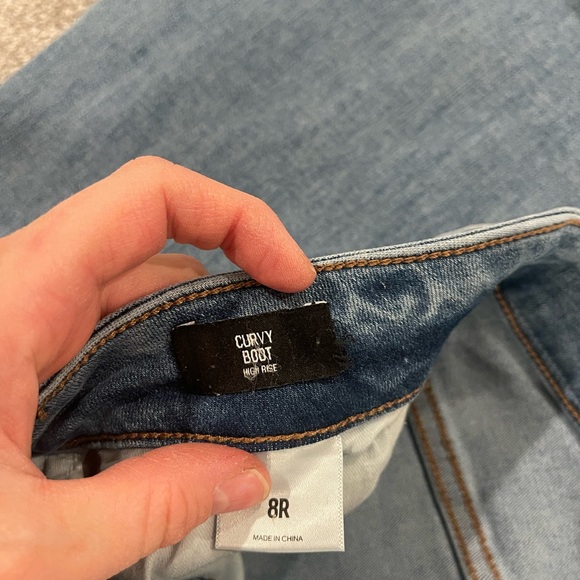 CURVY
BOOT
HIGH RISE
8R
MADE IN CHINA